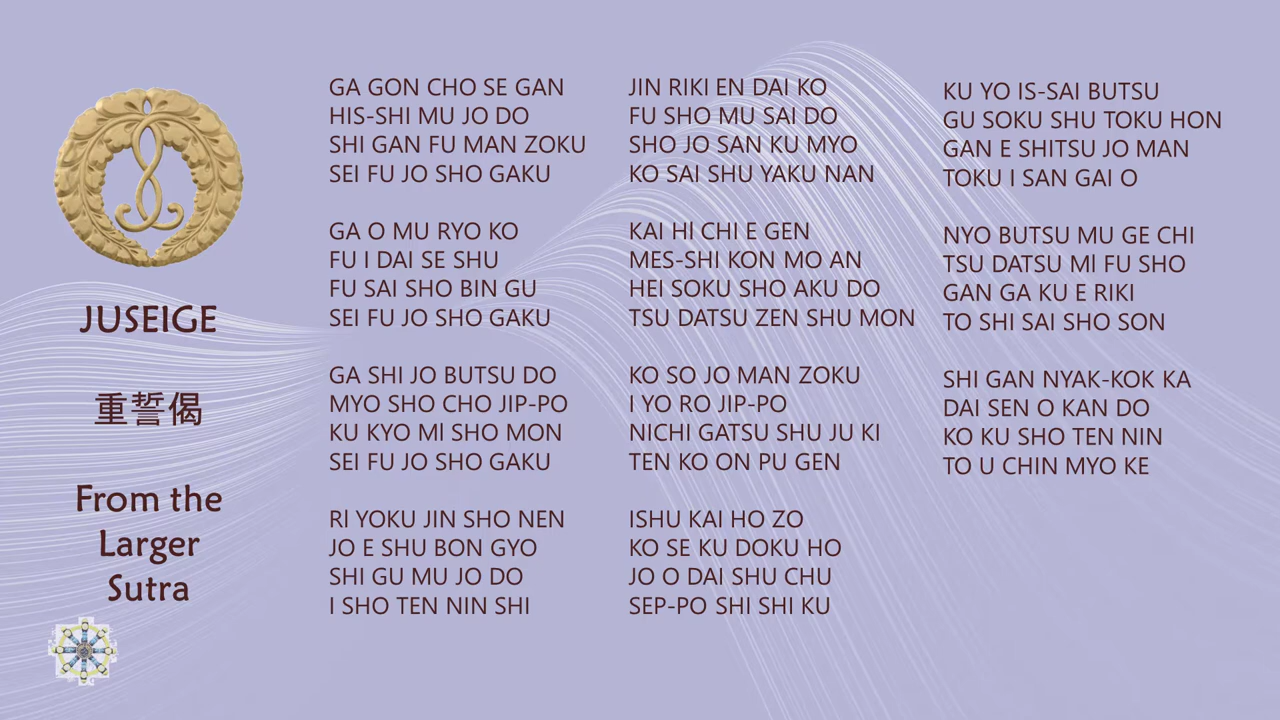 JUSEIGE
重誓偈
From the
Larger
Sutra
GA GON CHO SE GAN
HIS-SHI MU JO DO
SHI GAN FU MAN ZOKU
SEI FU JO SHO GAKU
GA O MU RYO KO
FU I DAI SE SHU
FU SAI SHO BIN GU
SEI FU JO SHO GAKU
GA SHI JO BUTSU DO
MYO SHO CHO JIP-PO
KU KYO MI SHO MON
SEI FU JO SHO GAKU
RI YOKU JIN SHO NEN
JO E SHU BON GYO
SHI GU MU JO DO
I SHO TEN NIN SHI
JIN RIKI EN DAI KO
FU SHO MU SAI DO
SHO JO SAN KU MYO
KO SAI SHU YAKU NAN
KAI HI CHI E GEN
MES-SHI KON MO AN
HEI SOKU SHO AKU DO
TSU DATSU ZEN SHU MON
KO SO JO MAN ZOKU
I YO RO JIP-PO
NICHI GATSU SHU JU KI
TEN KO ON PU GEN
ISHU KAI HO ZO
KO SE KU DOKU HO
JO O DAI SHU CHU
SEP-PO SHI SHI KU
KU YO IS-SAI BUTSU
GU SOKU SHU TOKU HON
GAN E SHITSU JO MAN
TOKU I SAN GAI O
NYO BUTSU MU GE CHI
TSU DATSU MI FU SHO
GAN GA KU E RIKI
TO SHI SAI SHO SON
SHI GAN NYAK-KOK KA
DAI SEN O KAN DO
KO KU SHO TEN NIN
TO U CHIN MYO KE